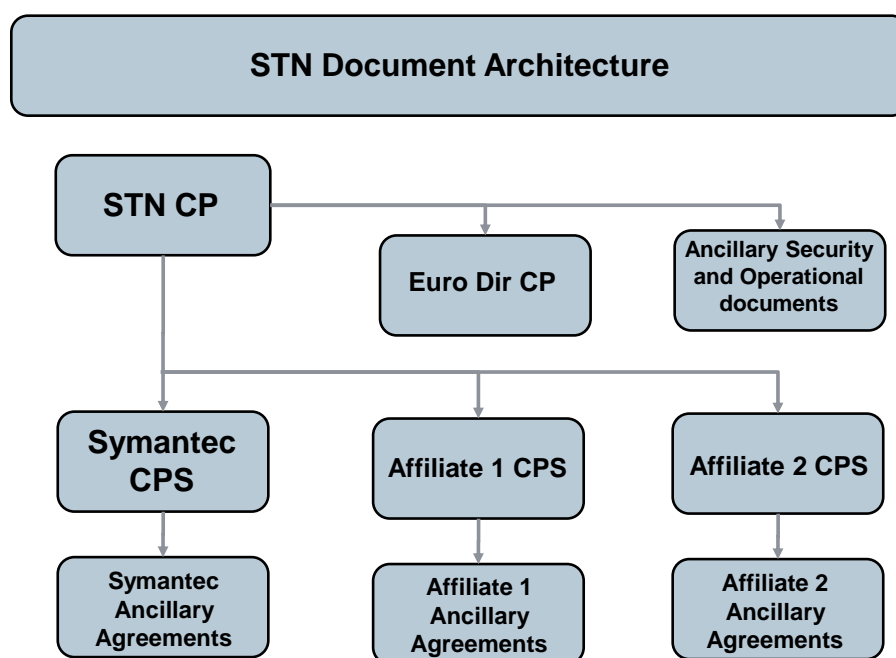 STN Document Architecture
STN CP
Euro Dir CP
Ancillary Security
and Operational
documents
Symantec
CPS
Affiliate 1 CPS
Affiliate 2 CPS
Symantec
Ancillary
Agreements
Affiliate 1
Ancillary
Agreements
Affiliate 2
Ancillary
Agreements